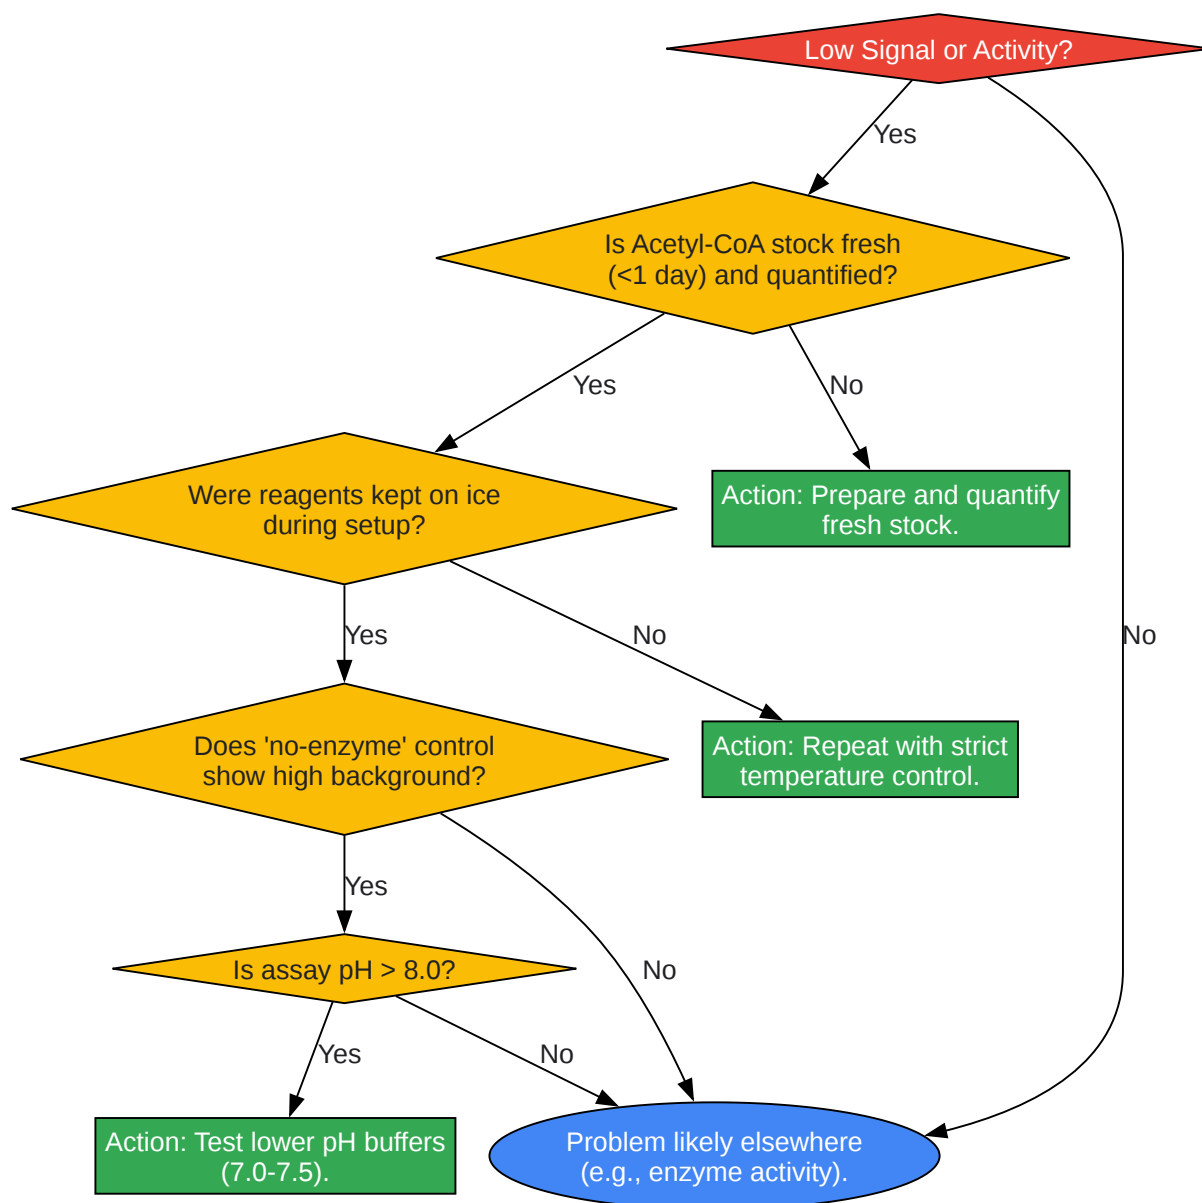 Low Signal or Activity?
Yes
Is Acetyl-CoA stock fresh
(<1 day) and quantified?
Yes
No
Were reagents kept on ice
during setup?
Action: Prepare and quantify
fresh stock.
Yes
No
No
Does 'no-enzyme' control
show high background?
Action: Repeat with strict
temperature control.
Yes
Is assay pH > 8.0?
No
Yes
No
Action: Test lower pH buffers
(7.0-7.5).
Problem likely elsewhere
(e.g., enzyme activity).